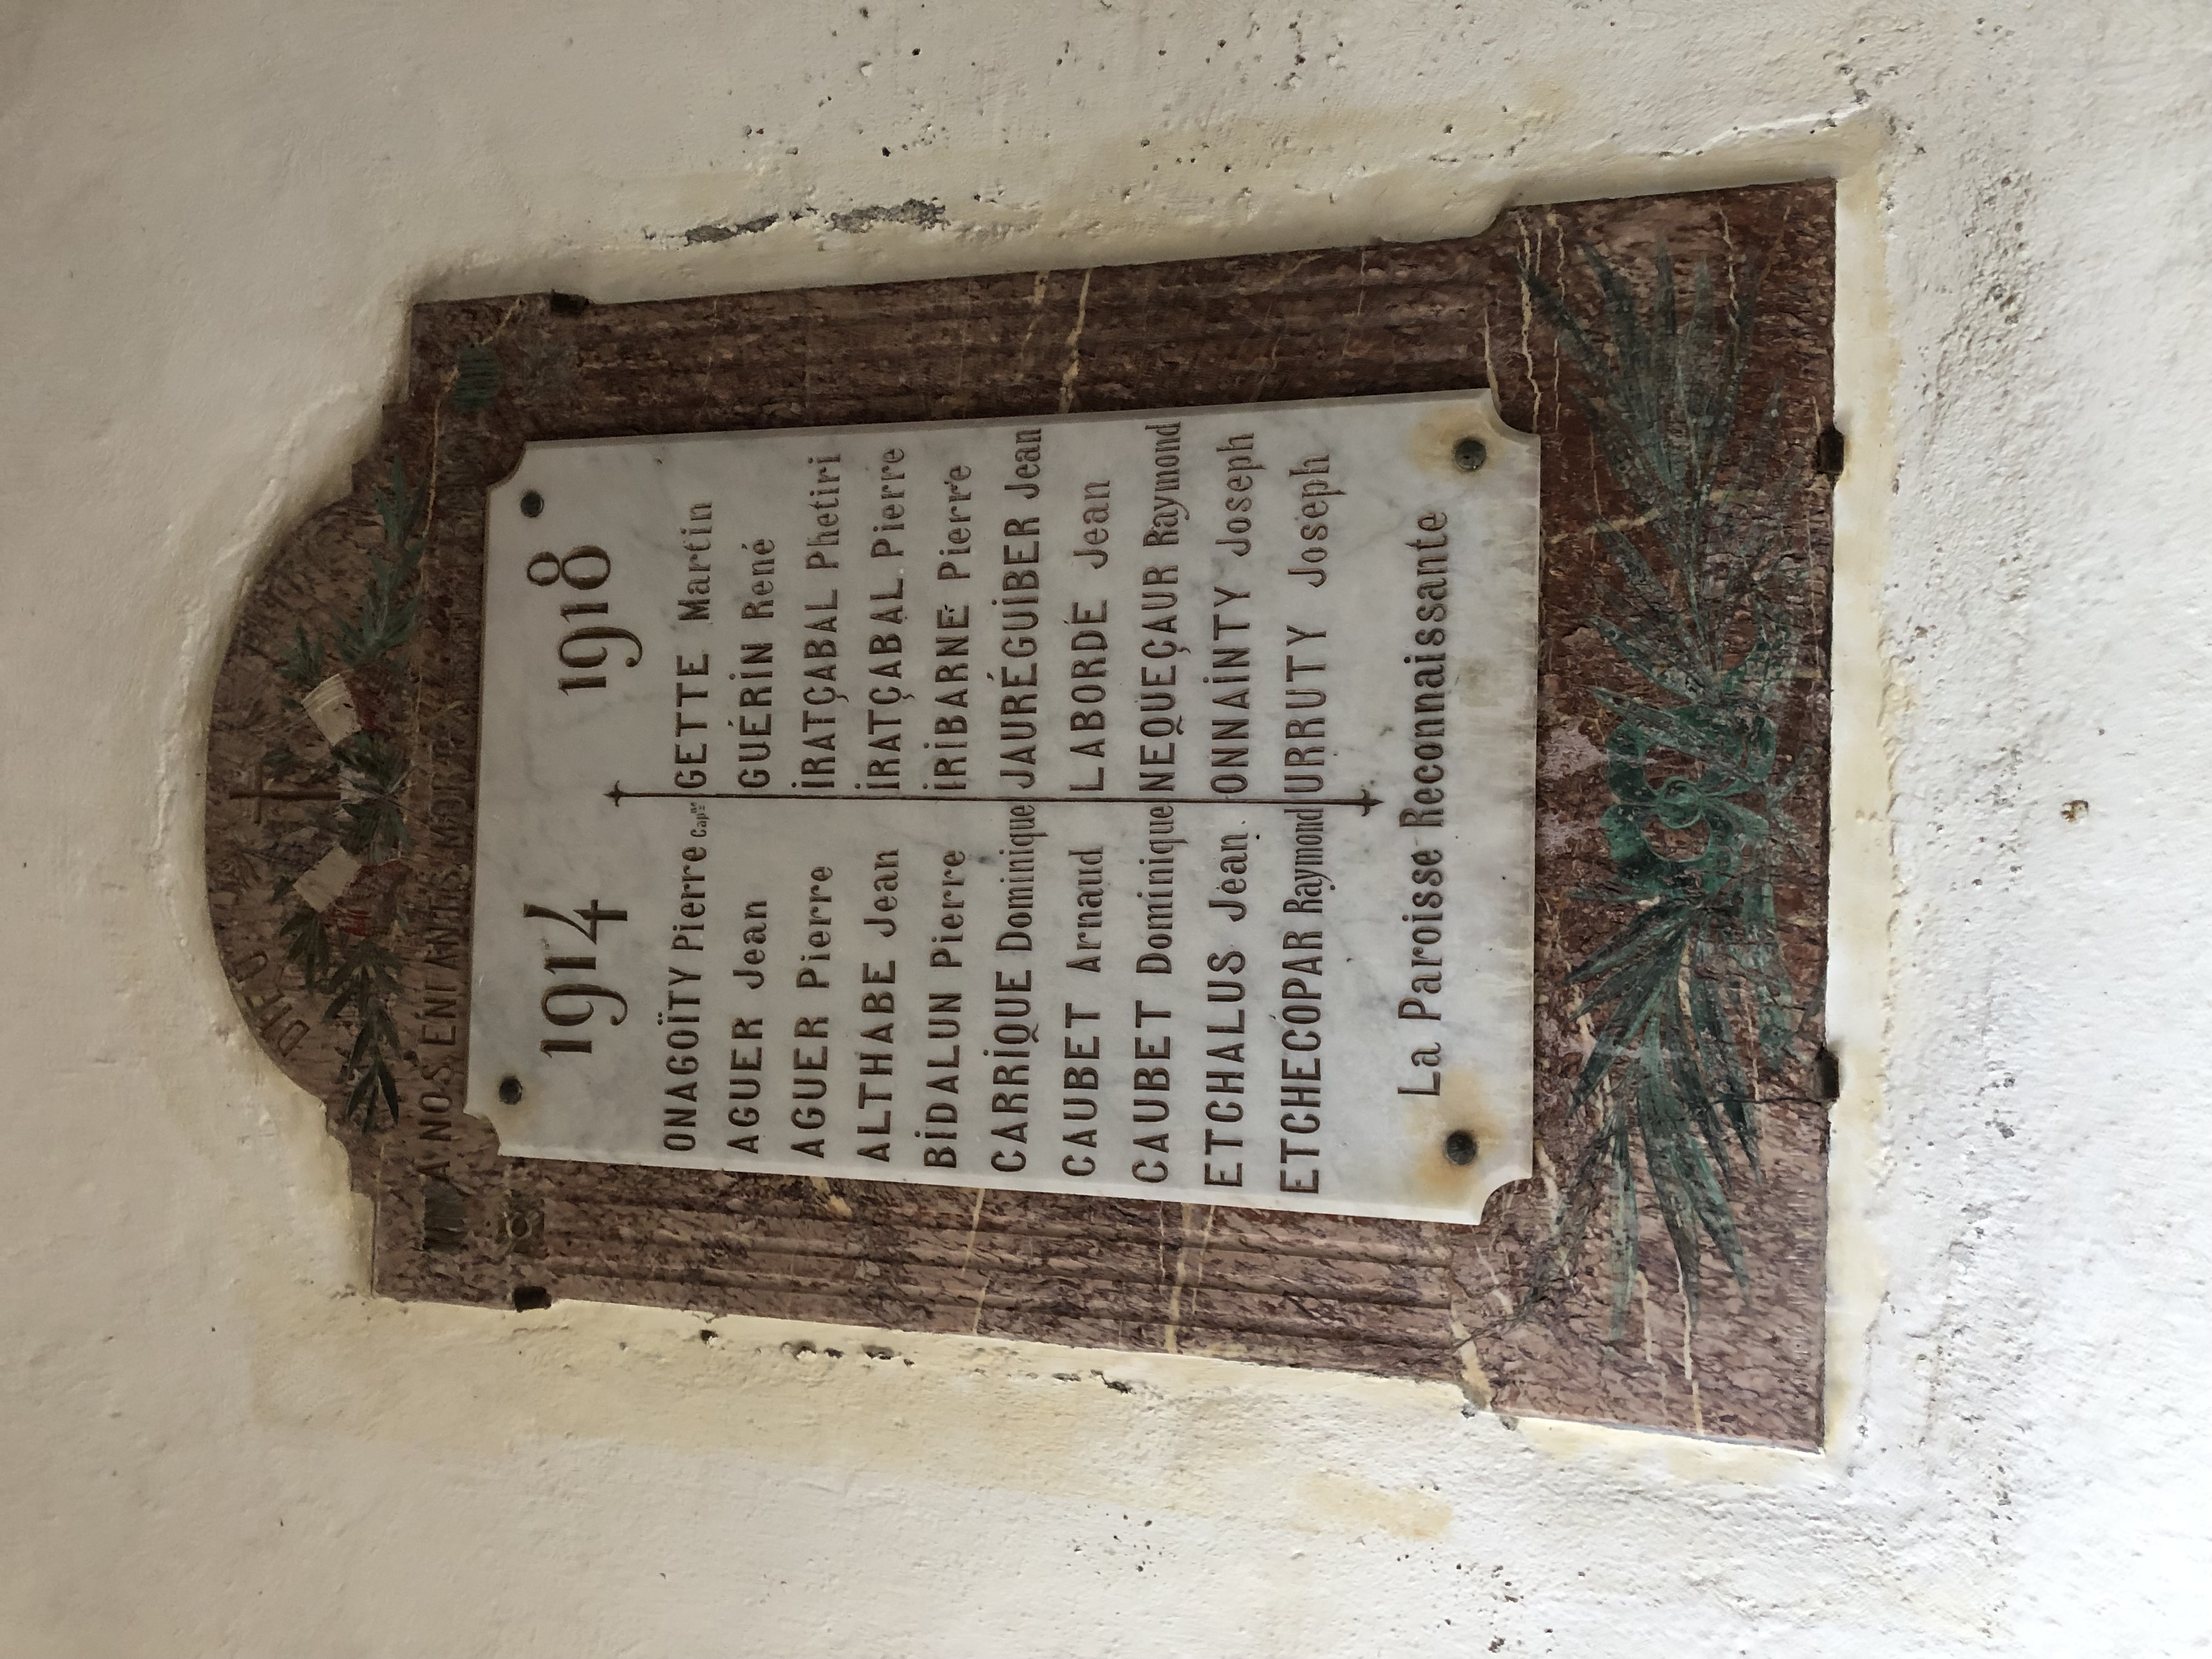 DIEU
A NOS ENFANTS MORTS
1914 1918
ONAGOÏTY Pierre Capne
AGUER Jean
AGUER Pierre
ALTHABE Jean
BIDALUN Pierre
CARRIQUE Dominique
CAUBET Arnaud
CAUBET Dominique
ETCHALUS Jean
ETCHECOPAR Raymond
GETTE Martin
GUÉRIN René
IRATÇABAL Phetiri
IRATÇABAL Pierre
IRIBARNE Pierre
JAURÉGUIBER Jean
LABORDE Jean
NEQUEÇAUR Raymond
ONNAINTY Joseph
URRUTY Joseph
La Paroisse Reconnaissante